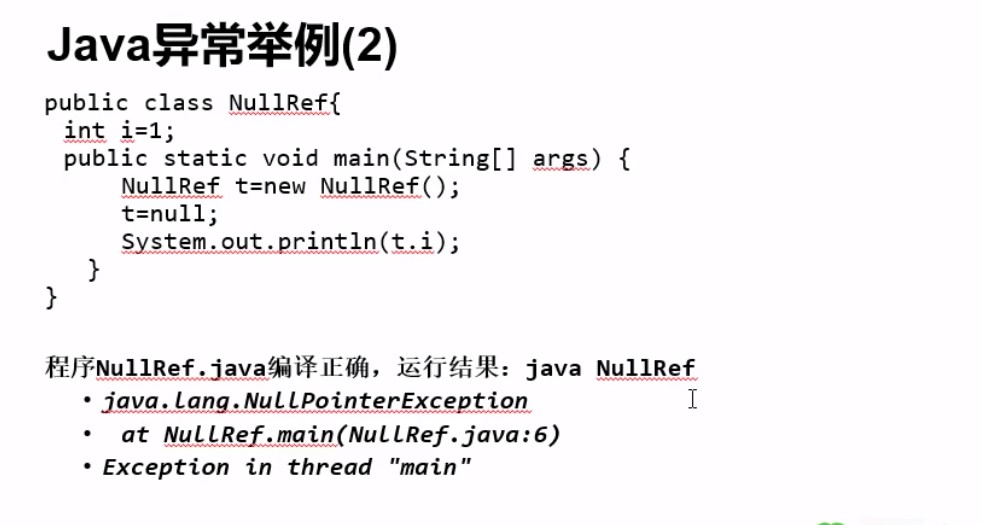 Java异常举例(2)
public class NullRef{
int i=1;
public static void main(String[] args) {
NullRef t=new NullRef();
t=null;
System.out.println(t.i);
}
}
程序NullRef.java编译正确，运行结果：java NullRef
• java.lang.NullPointerException
• at NullRef.main(NullRef.java:6)
• Exception in thread "main"